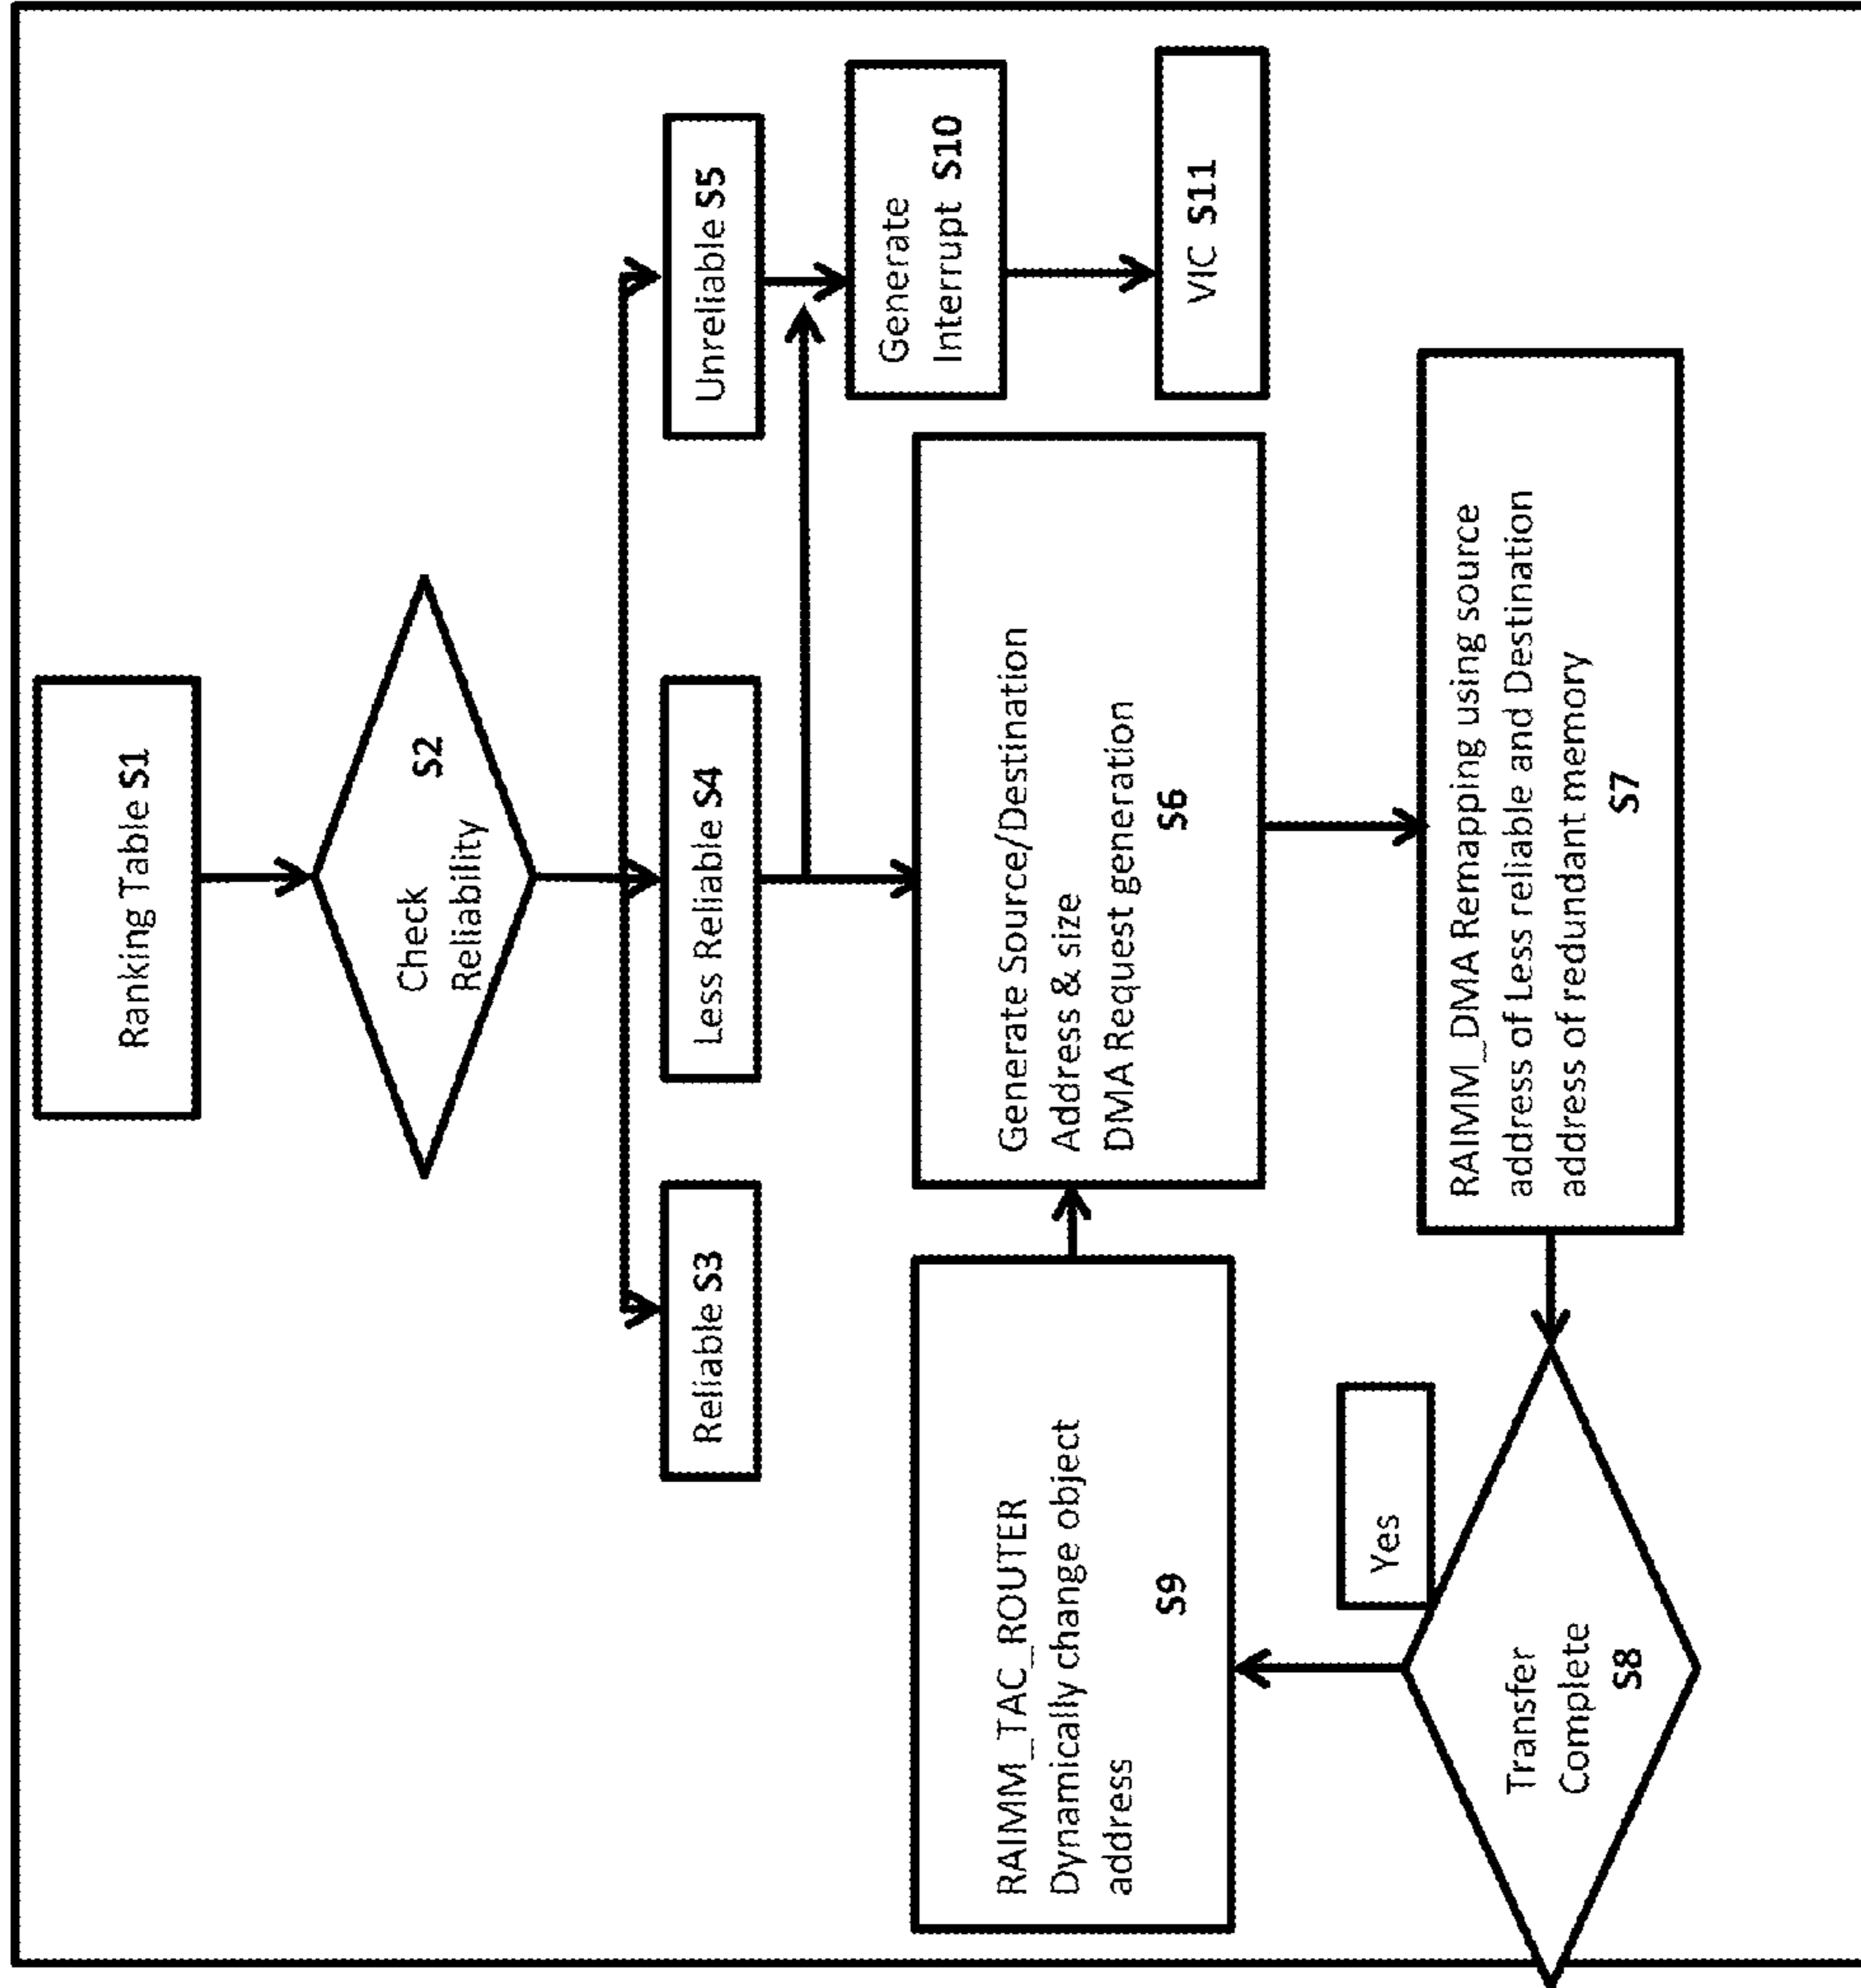 Ranking Table S1
Check
Reliability
S2
Reliable S3
Less Reliable S4
Unreliable S5
Generate
Interrupt S10
VIC S11
Generate Source/Destination
Address & size
DMA Request generation
S6
RAIMM_DMA Remapping using source
address of Less reliable and Destination
address of redundant memory
S7
Transfer
Complete
S8
Yes
RAIMM_TAC_ROUTER
Dynamically change object
address
S9